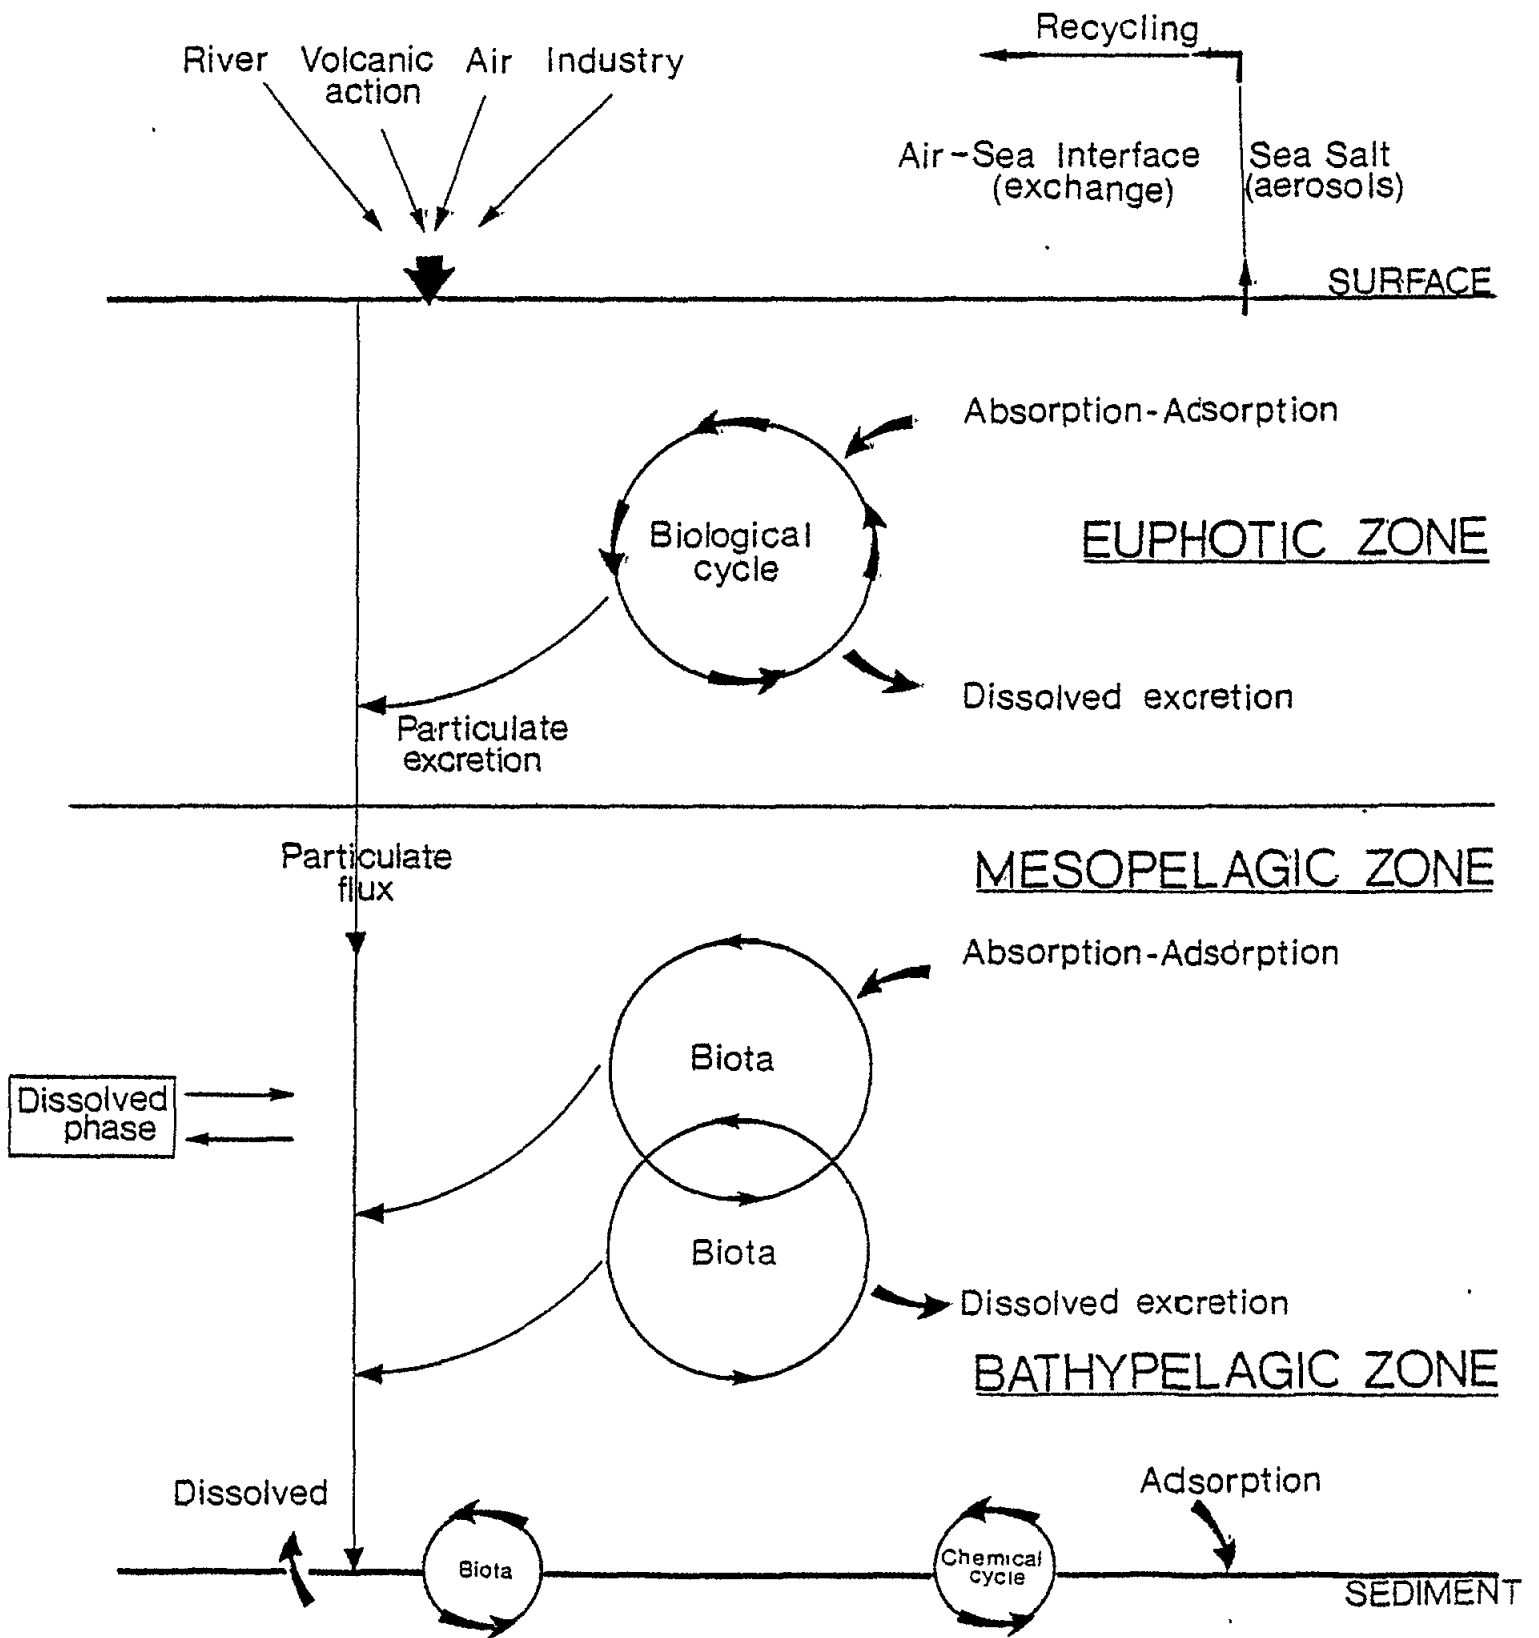 Recycling
River Volcanic Air Industry
action
Air-Sea Interface Sea Salt
(exchange) (aerosols)
SURFACE
Absorption-Adsorption
Biological
cycle
EUPHOTIC ZONE
Dissolved excretion
Particulate
excretion
Particulate
flux
MESOPELAGIC ZONE
Absorption-Adsorption
Biota
Dissolved
phase
Biota
Dissolved excretion
BATHYPELAGIC ZONE
Dissolved
Adsorption
Biota
Chemical
cycle
SEDIMENT